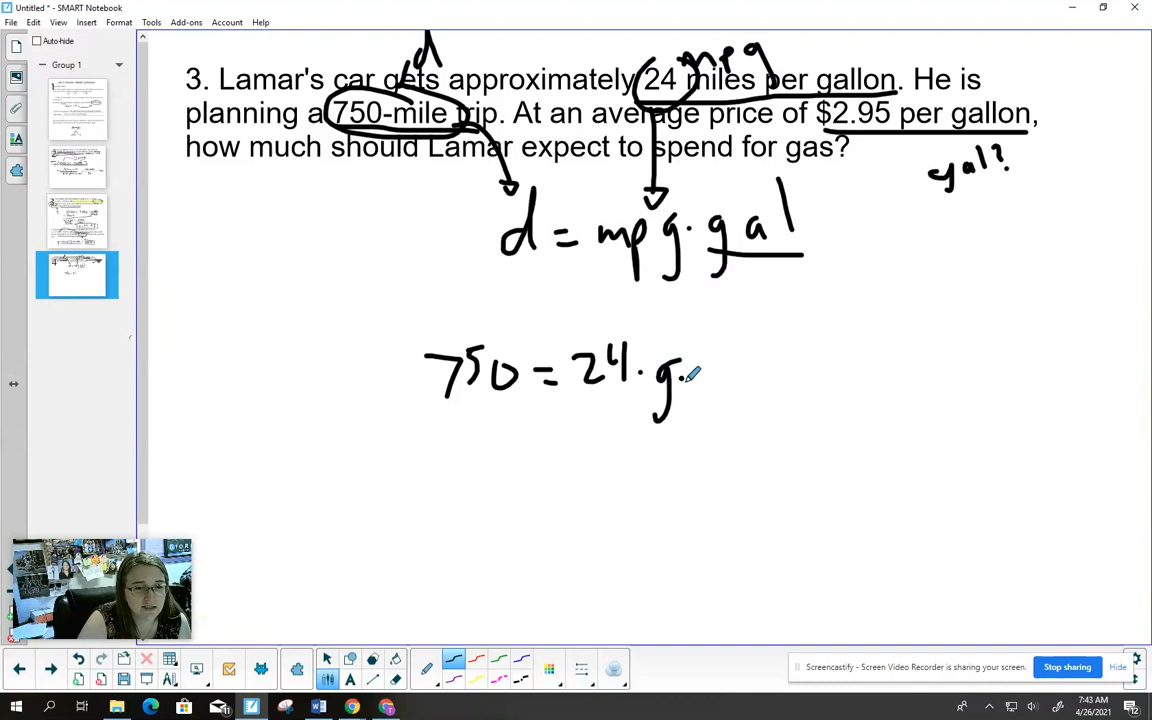 Untitled * - SMART Notebook
File Edit View Insert Format Tools Add-ons Account Help
Auto-hide
Group 1
d
mpg
3. Lamar's car gets approximately 24 miles per gallon. He is
planning a 750-mile trip. At an average price of $2.95 per gallon,
how much should Lamar expect to spend for gas?
gal?
d = mpg · gal
750 = 24 · g
Screencastify - Screen Video Recorder is sharing your screen.
Stop sharing
Hide
7:43 AM
4/26/2021